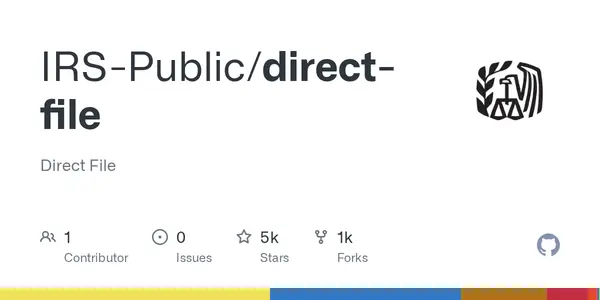 IRS-Public/direct-
file
Direct File
1 0 5k 1k
Contributor Issues Stars Forks